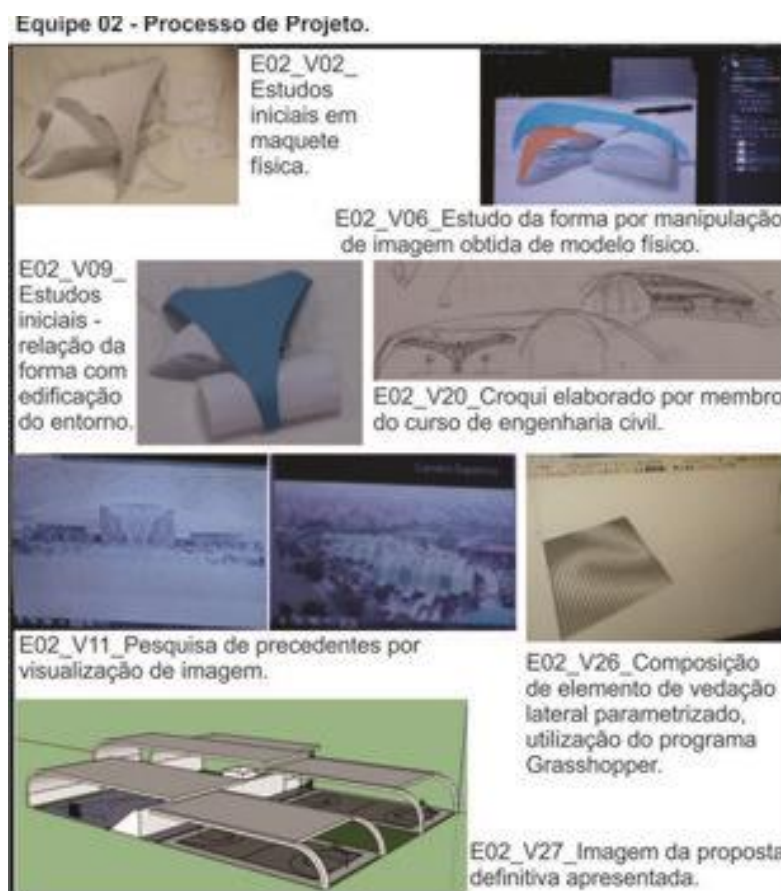 Equipe 02 - Processo de Projeto.
E02_V02_
Estudos
iniciais em
maquete
física.
E02_V06_Estudo da forma por manipulação
de imagem obtida de modelo físico.
E02_V09_
Estudos
iniciais -
relação da
forma com
edificação
do entorno.
E02_V20_Croqui elaborado por membro
do curso de engenharia civil.
E02_V11_Pesquisa de precedentes por
visualização de imagem.
E02_V26_Composição
de elemento de vedação
lateral parametrizado,
utilização do programa
Grasshopper.
E02_V27_Imagem da proposta
definitiva apresentada.